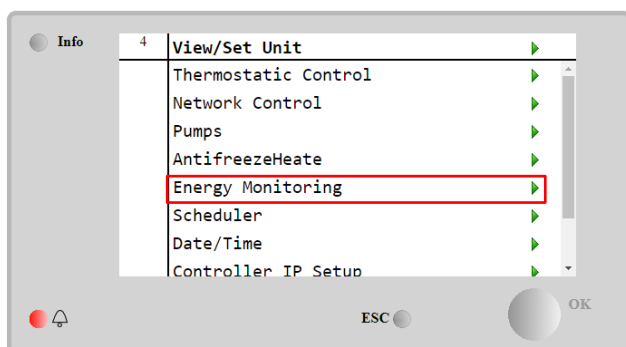 Info
4 View/Set Unit
Thermostatic Control
Network Control
Pumps
AntifreezeHeate
Energy Monitoring
Scheduler
Date/Time
Controller IP Setup
ESC
OK